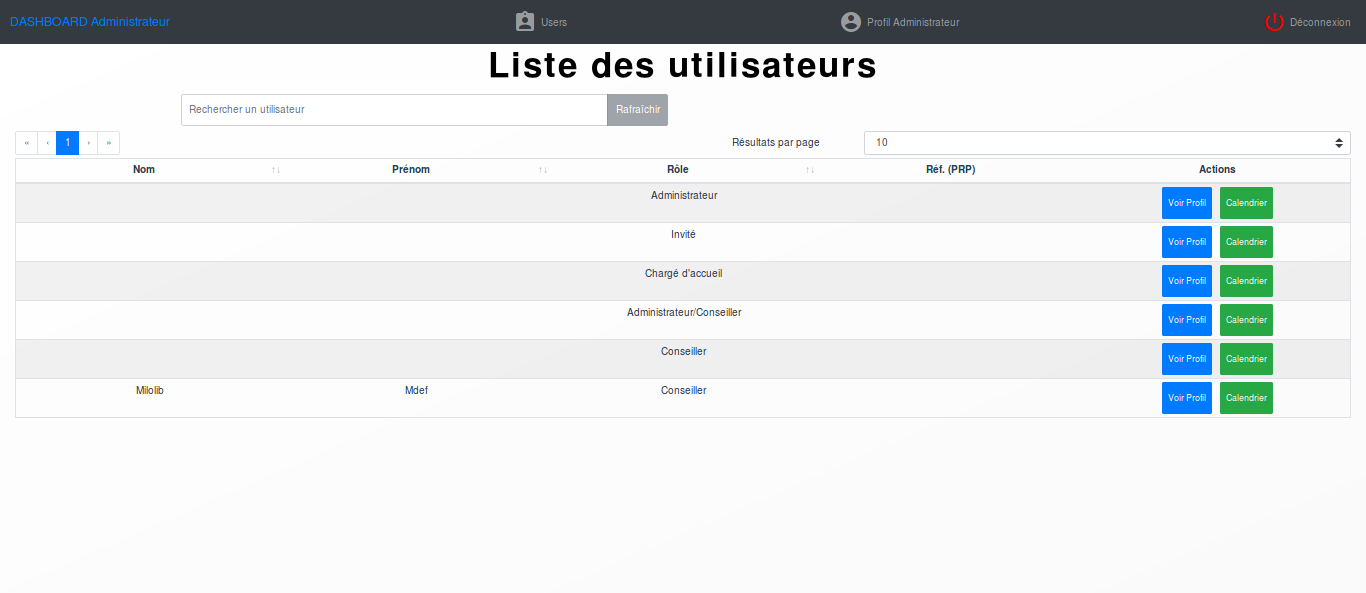 DASHBOARD Administrateur Users Profil Administrateur Déconnexion
Liste des utilisateurs
Rechercher un utilisateur Rafraîchir
« ‹ 1 › » Résultats par page 10
Nom ↑↓ Prénom ↑↓ Rôle ↑↓ Réf. (PRP) Actions
Administrateur Voir Profil Calendrier
Invité Voir Profil Calendrier
Chargé d'accueil Voir Profil Calendrier
Administrateur/Conseiller Voir Profil Calendrier
Conseiller Voir Profil Calendrier
Milolib Mdef Conseiller Voir Profil Calendrier